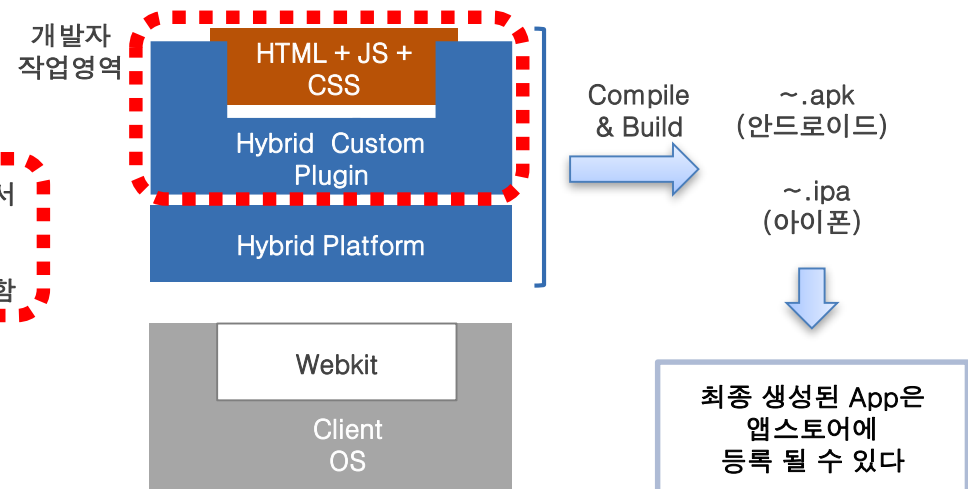 개발자
작업영역
HTML + JS +
CSS
Hybrid Custom
Plugin
Hybrid Platform
Webkit
Client
OS
서
함
Compile
& Build
~.apk
(안드로이드)
~.ipa
(아이폰)
최종 생성된 App은
앱스토어에
등록 될 수 있다